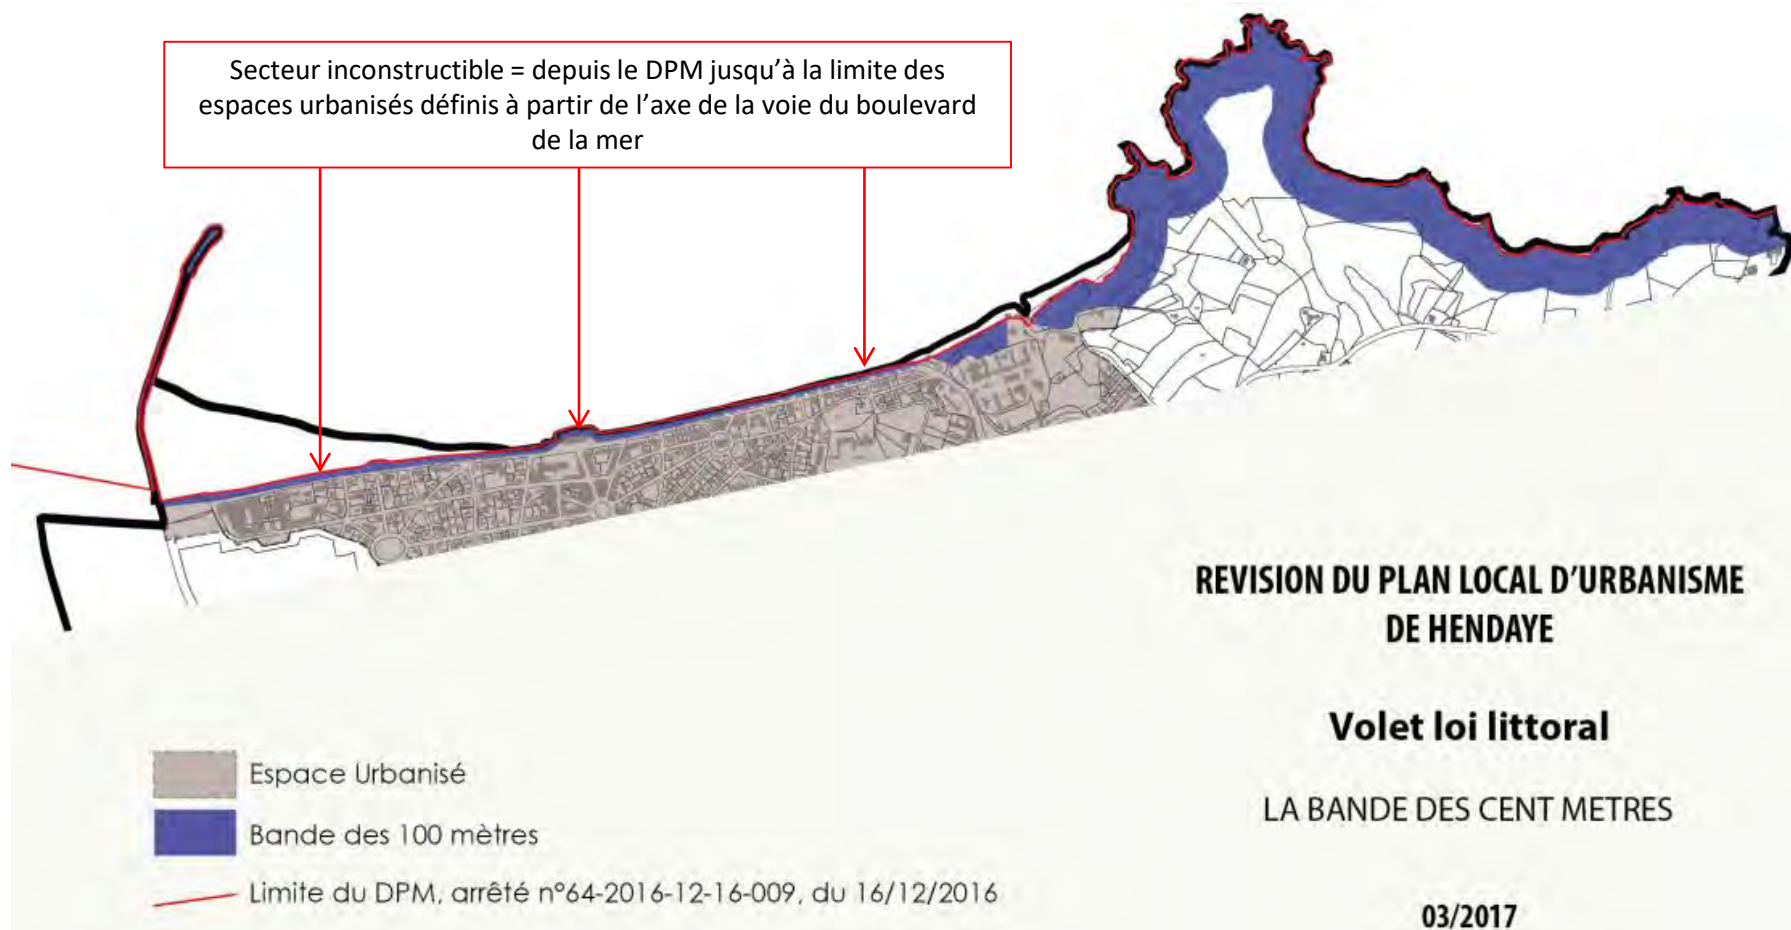 Secteur inconstructible = depuis le DPM jusqu’à la limite des
espaces urbanisés définis à partir de l’axe de la voie du boulevard
de la mer
REVISION DU PLAN LOCAL D’URBANISME
DE HENDAYE
Volet loi littoral
LA BANDE DES CENT METRES
03/2017
Espace Urbanisé
Bande des 100 mètres
Limite du DPM, arrêté n°64-2016-12-16-009, du 16/12/2016